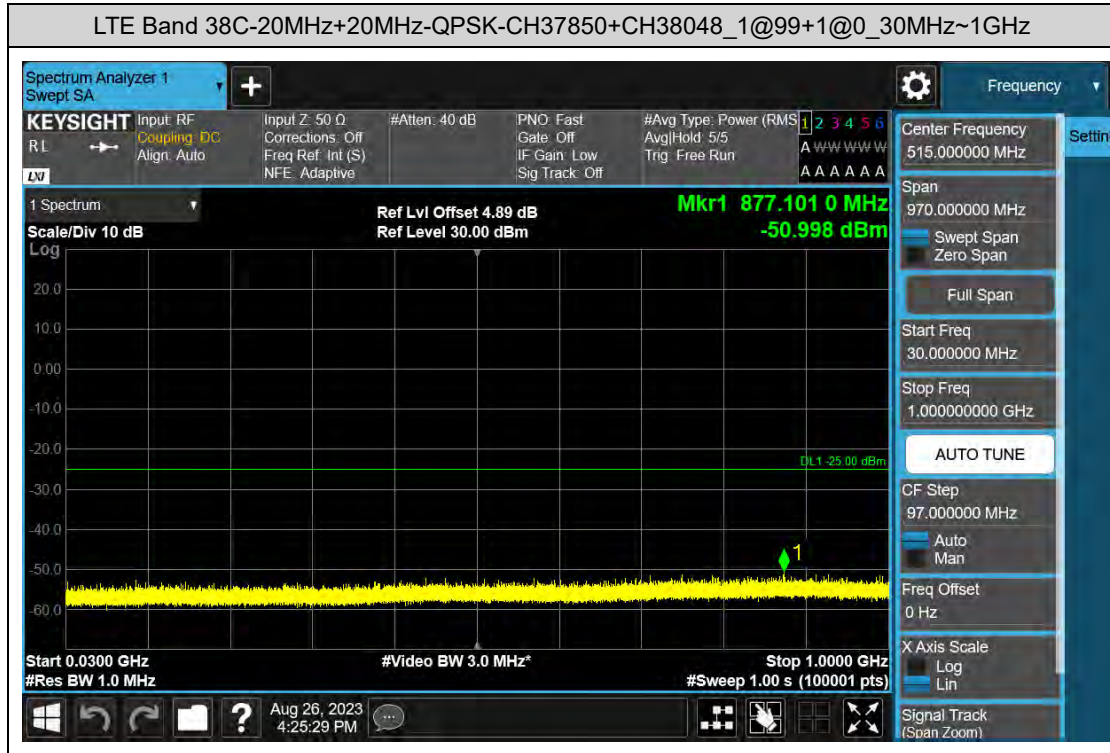 LTE Band 38C-20MHz+20MHz-QPSK-CH37850+CH38048_1@99+1@0_30MHz~1GHz
Spectrum Analyzer 1
Swept SA
Frequency
KEYSIGHT
RL
LXI
Input: RF
Coupling: DC
Align: Auto
Input Z: 50 Ω
Corrections: Off
Freq Ref: Int (S)
NFE: Adaptive
#Atten: 40 dB
PNO: Fast
Gate: Off
IF Gain: Low
Sig Track: Off
#Avg Type: Power (RMS
Avg|Hold: 5/5
Trig: Free Run
1 2 3 4 5 6
A W W W W W
A A A A A A
1 Spectrum
Scale/Div 10 dB
Log
Ref Lvl Offset 4.89 dB
Ref Level 30.00 dBm
Mkr1 877.101 0 MHz
-50.998 dBm
20.0
10.0
0.00
-10.0
-20.0
DL1 -25.00 dBm
-30.0
-40.0
1
-50.0
-60.0
Start 0.0300 GHz
#Res BW 1.0 MHz
#Video BW 3.0 MHz*
Stop 1.0000 GHz
#Sweep 1.00 s (100001 pts)
Aug 26, 2023
4:25:29 PM
Center Frequency
515.000000 MHz
Settin
Span
970.000000 MHz
Swept Span
Zero Span
Full Span
Start Freq
30.000000 MHz
Stop Freq
1.000000000 GHz
AUTO TUNE
CF Step
97.000000 MHz
Auto
Man
Freq Offset
0 Hz
X Axis Scale
Log
Lin
Signal Track
(Span Zoom)